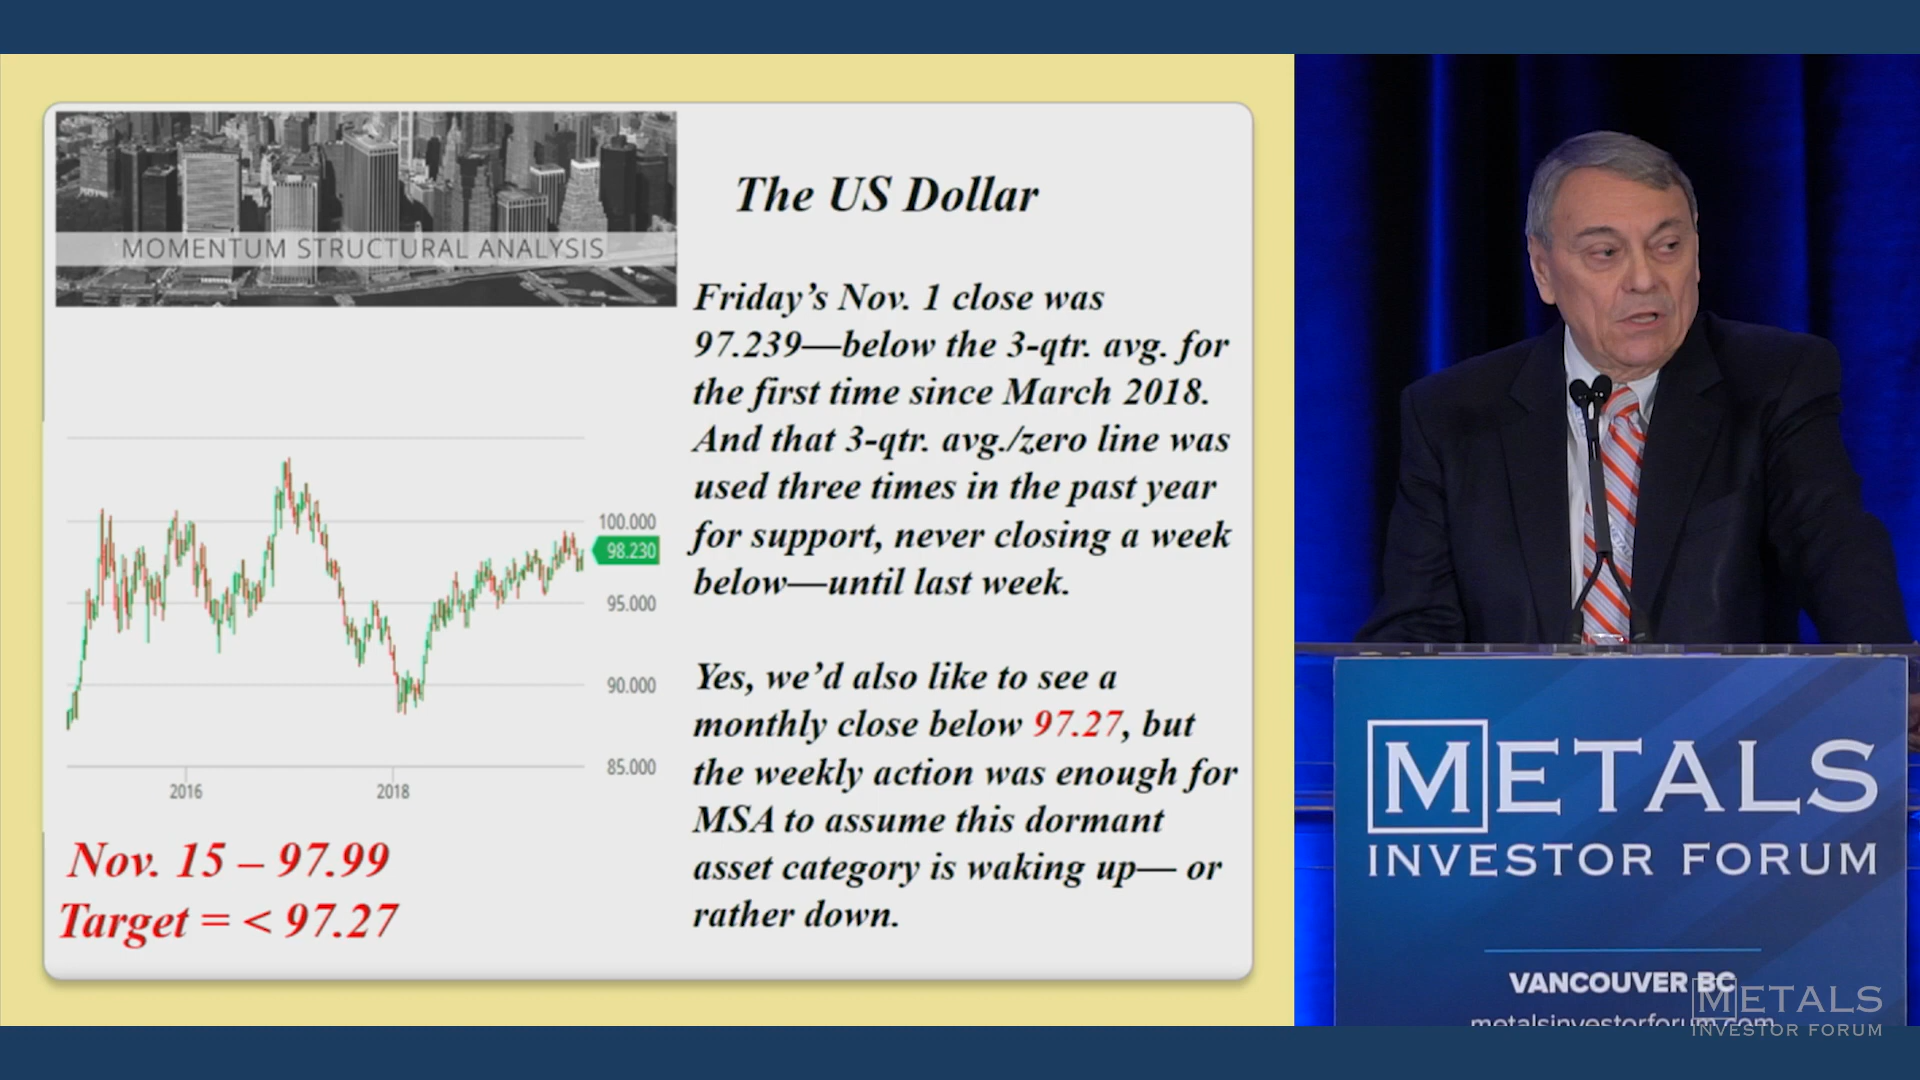 MOMENTUM STRUCTURAL ANALYSIS
The US Dollar
Friday's Nov. 1 close was
97.239—below the 3-qtr. avg. for
the first time since March 2018.
And that 3-qtr. avg./zero line was
used three times in the past year
for support, never closing a week
below—until last week.
Yes, we'd also like to see a
monthly close below 97.27, but
the weekly action was enough for
MSA to assume this dormant
asset category is waking up— or
rather down.
100.000
98.230
95.000
90.000
85.000
2016 2018
Nov. 15 – 97.99
Target = < 97.27
METALS
INVESTOR FORUM
VANCOUVER BC
metalsinvestorforum.com
METALS
INVESTOR FORUM